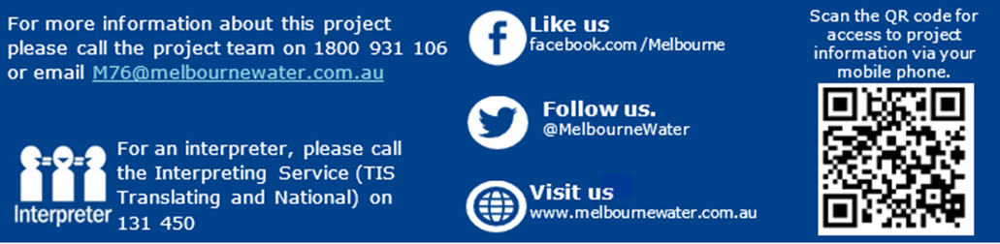 For more information about this project
please call the project team on 1800 931 106
or email M76@melbournewater.com.au
Interpreter
For an interpreter, please call
the Interpreting Service (TIS
Translating and National) on
131 450
Like us
facebook.com/Melbourne
Follow us.
@MelbourneWater
Visit us
www.melbournewater.com.au
Scan the QR code for
access to project
information via your
mobile phone.